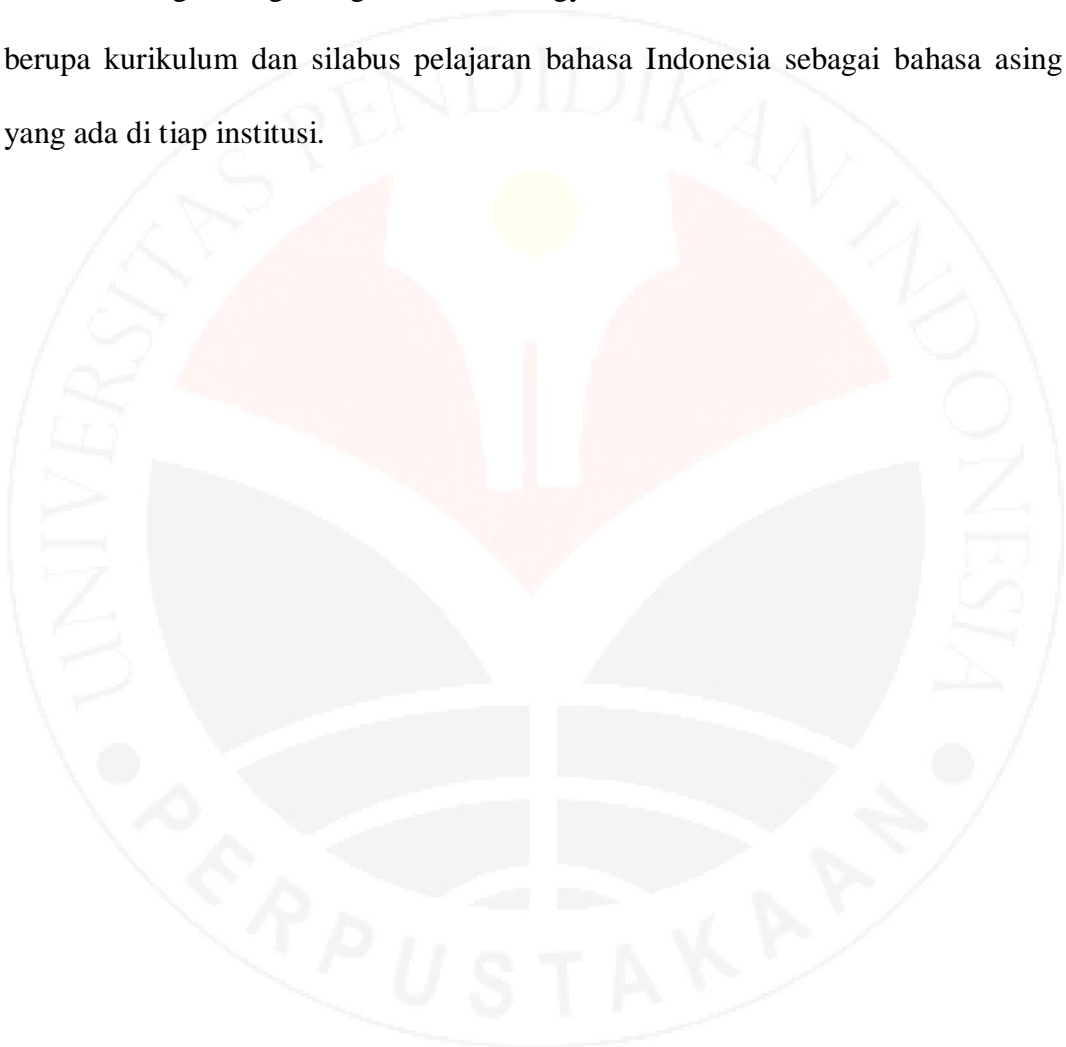 berupa kurikulum dan silabus pelajaran bahasa Indonesia sebagai bahasa asing
yang ada di tiap institusi.
UNIVERSITAS PENDIDIKAN INDONESIA
PERPUSTAKAAN